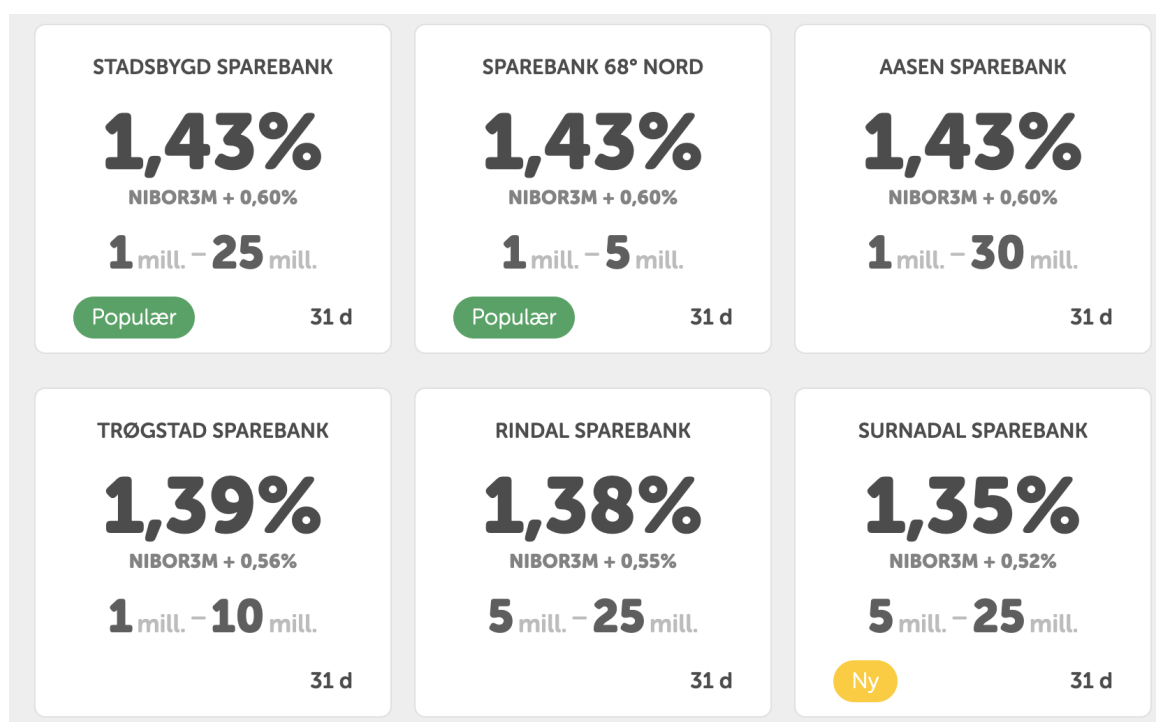 STADSBYGD SPAREBANK
1,43%
NIBOR3M + 0,60%
1 mill. – 25 mill.
Populær 31 d
SPAREBANK 68° NORD
1,43%
NIBOR3M + 0,60%
1 mill. – 5 mill.
Populær 31 d
AASEN SPAREBANK
1,43%
NIBOR3M + 0,60%
1 mill. – 30 mill.
31 d
TRØGSTAD SPAREBANK
1,39%
NIBOR3M + 0,56%
1 mill. – 10 mill.
31 d
RINDAL SPAREBANK
1,38%
NIBOR3M + 0,55%
5 mill. – 25 mill.
31 d
SURNADAL SPAREBANK
1,35%
NIBOR3M + 0,52%
5 mill. – 25 mill.
Ny 31 d